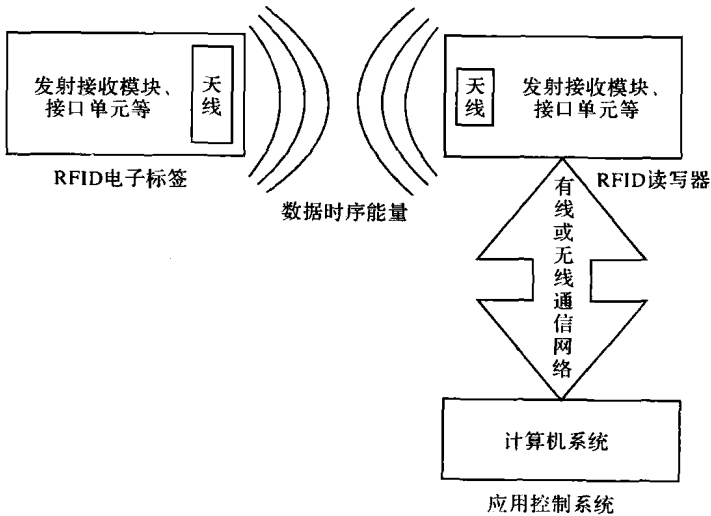 发射接收模块、
接口单元等
天线
RFID电子标签
数据时序能量
天线
发射接收模块、
接口单元等
RFID读写器
有线或无线通信网络
计算机系统
应用控制系统